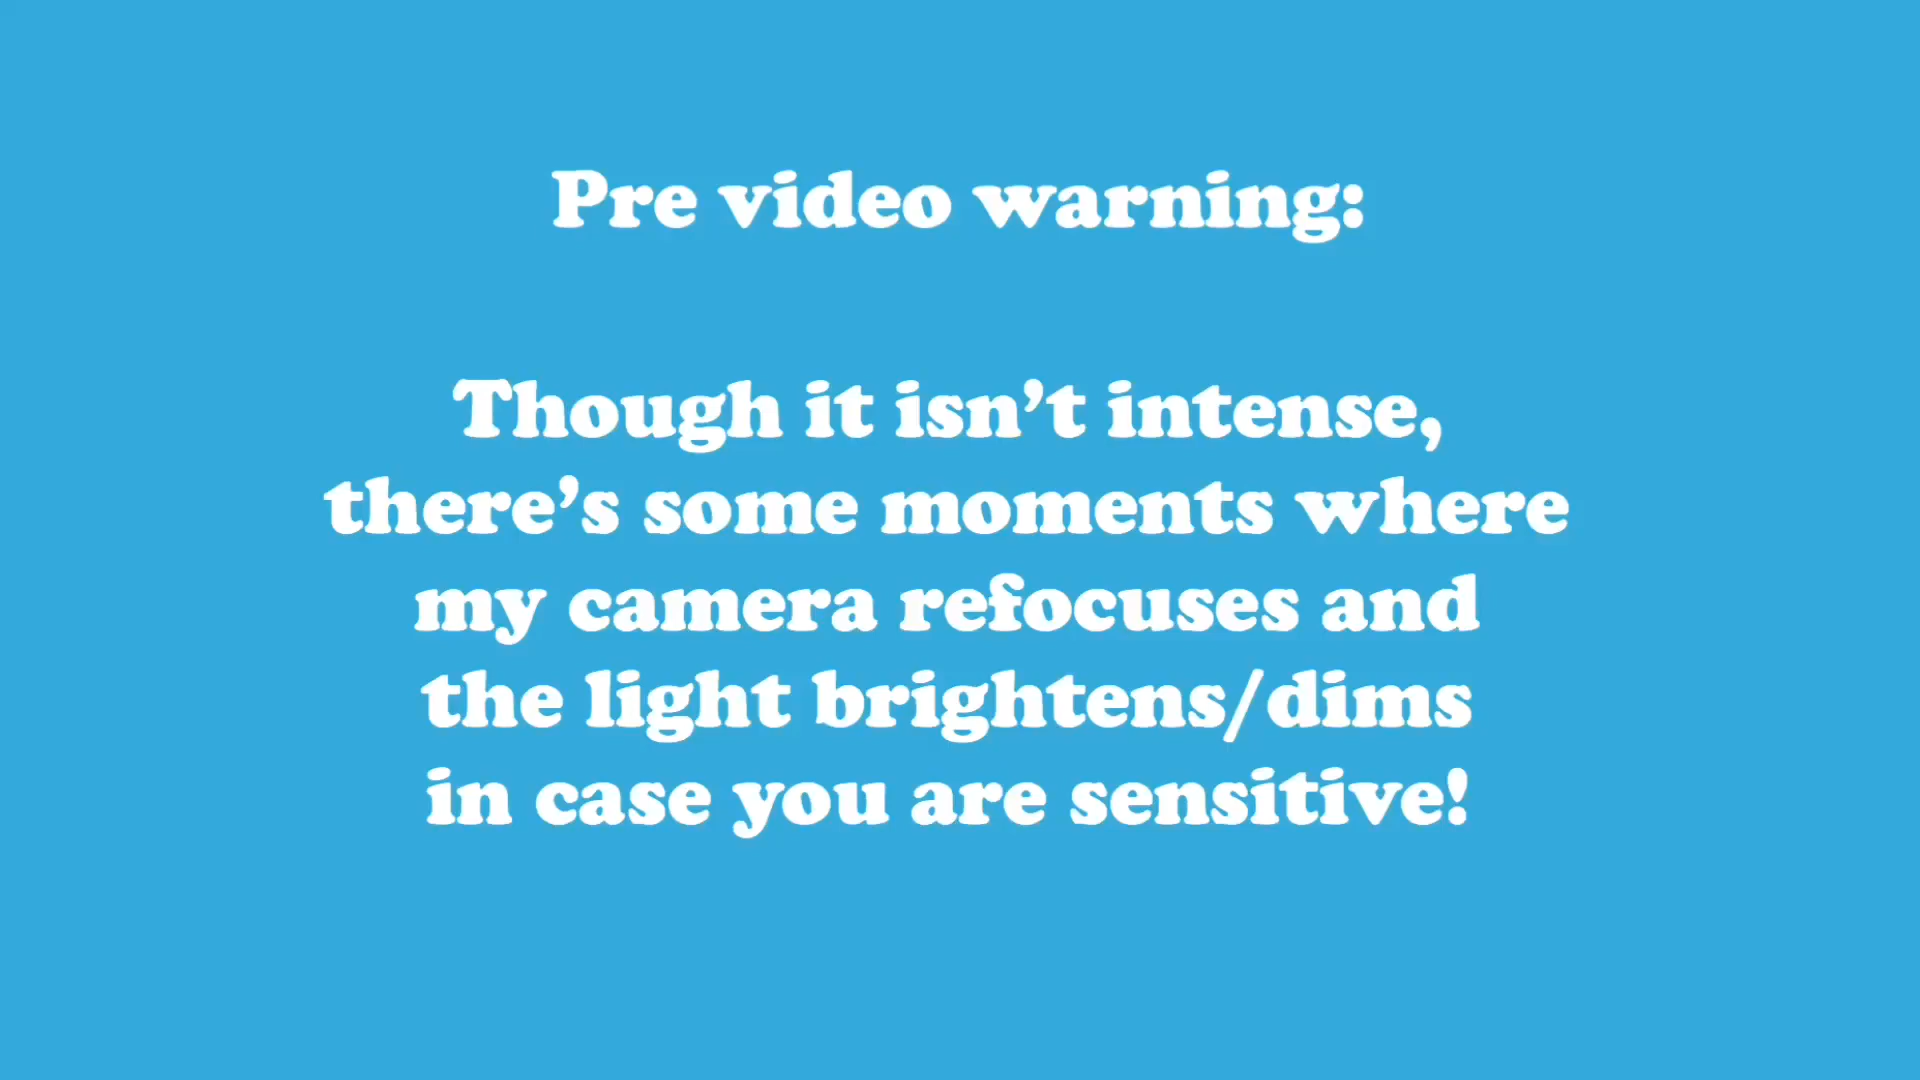 Pre video warning:
Though it isn’t intense,
there’s some moments where
my camera refocuses and
the light brightens/dims
in case you are sensitive!